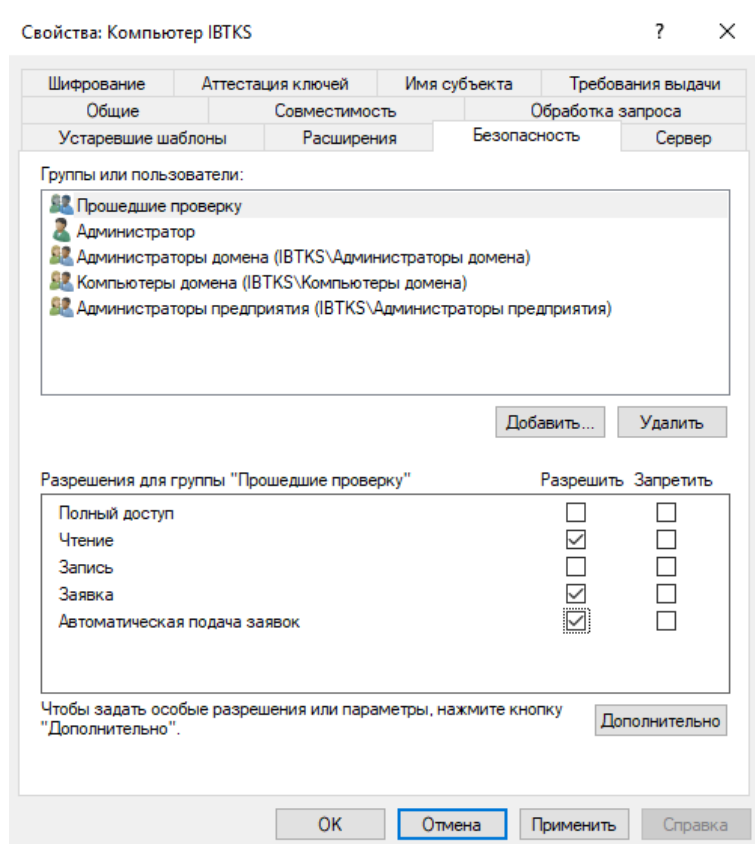 Свойства: Компьютер IBTKS
?
Шифрование Аттестация ключей Имя субъекта Требования выдачи
Общие Совместимость Обработка запроса
Устаревшие шаблоны Расширения Безопасность Сервер
Группы или пользователи:
Прошедшие проверку
Администратор
Администраторы домена (IBTKS\Администраторы домена)
Компьютеры домена (IBTKS\Компьютеры домена)
Администраторы предприятия (IBTKS\Администраторы предприятия)
Добавить... Удалить
Разрешения для группы "Прошедшие проверку" Разрешить Запретить
Полный доступ
Чтение
Запись
Заявка
Автоматическая подача заявок
Чтобы задать особые разрешения или параметры, нажмите кнопку
"Дополнительно".
Дополнительно
ОК Отмена Применить Справка